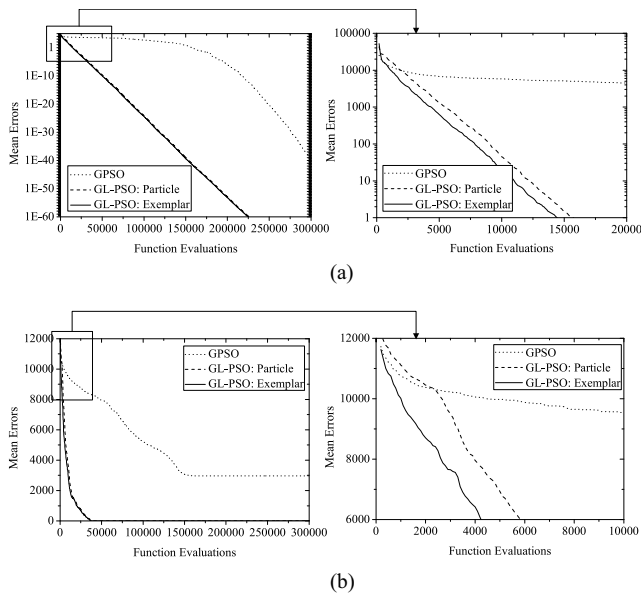 1
1E-10
1E-20
1E-30
1E-40
1E-50
1E-60
Mean Errors
GPSO
GL-PSO: Particle
GL-PSO: Exemplar
0 50000 100000 150000 200000 250000 300000
Function Evaluations
100000
10000
1000
100
10
1
Mean Errors
GPSO
GL-PSO: Particle
GL-PSO: Exemplar
0 5000 10000 15000 20000
Function Evaluations
(a)
12000
10000
8000
6000
4000
2000
0
Mean Errors
GPSO
GL-PSO: Particle
GL-PSO: Exemplar
0 50000 100000 150000 200000 250000 300000
Function Evaluations
12000
10000
8000
6000
Mean Errors
GPSO
GL-PSO: Particle
GL-PSO: Exemplar
0 2000 4000 6000 8000 10000
Function Evaluations
(b)